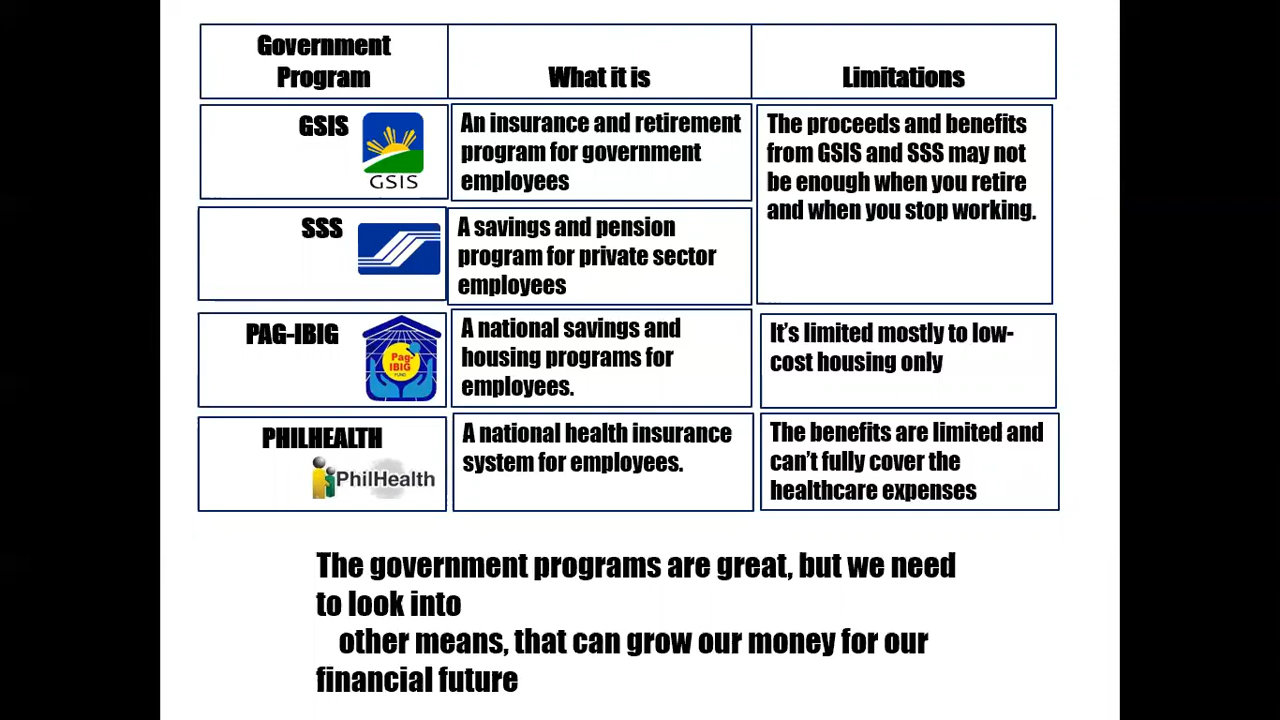 Government
Program
What it is
Limitations
GSIS
GSIS
An insurance and retirement
program for government
employees
The proceeds and benefits
from GSIS and SSS may not
be enough when you retire
and when you stop working.
SSS
A savings and pension
program for private sector
employees
PAG-IBIG
Pag-
IBIG
FUND
A national savings and
housing programs for
employees.
It's limited mostly to low-
cost housing only
PHILHEALTH
PhilHealth
A national health insurance
system for employees.
The benefits are limited and
can't fully cover the
healthcare expenses
The government programs are great, but we need
to look into
other means, that can grow our money for our
financial future